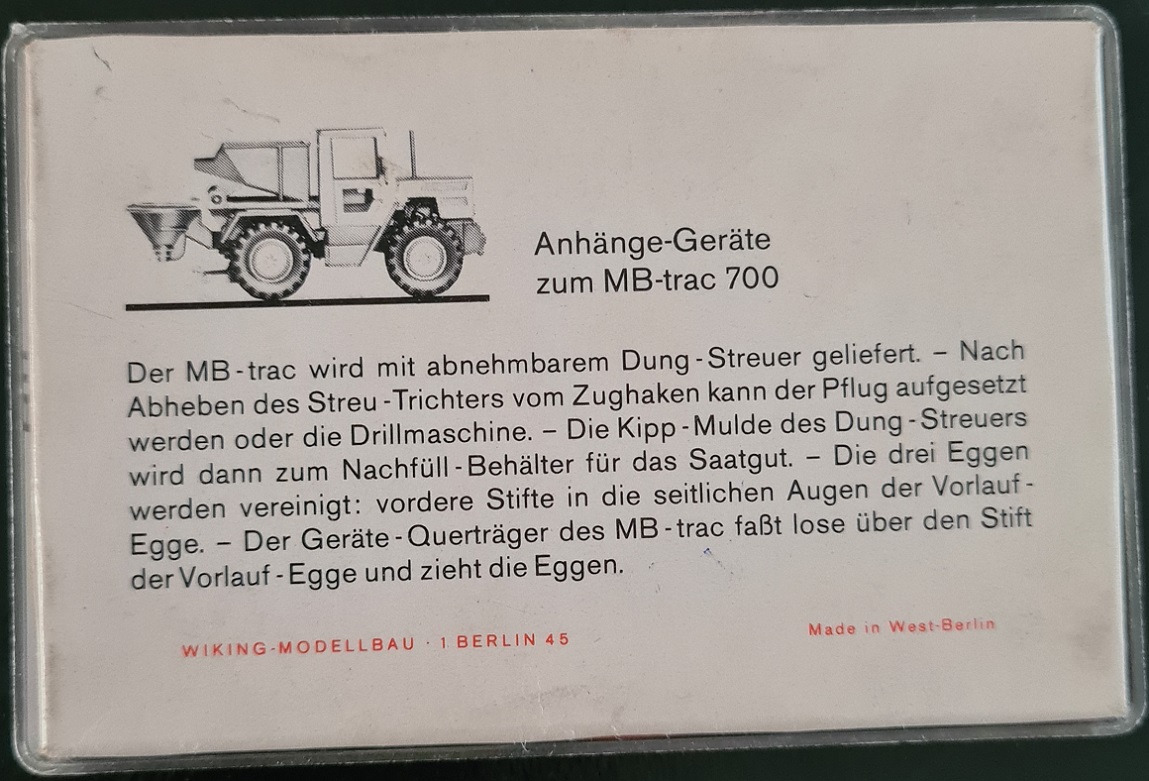 Anhänge-Geräte
zum MB-trac 700
Der MB-trac wird mit abnehmbarem Dung-Streuer geliefert. – Nach
Abheben des Streu-Trichters vom Zughaken kann der Pflug aufgesetzt
werden oder die Drillmaschine. – Die Kipp-Mulde des Dung-Streuers
wird dann zum Nachfüll-Behälter für das Saatgut. – Die drei Eggen
werden vereinigt: vordere Stifte in die seitlichen Augen der Vorlauf-
Egge. – Der Geräte-Querträger des MB-trac faßt lose über den Stift
der Vorlauf-Egge und zieht die Eggen.
WIKING-MODELLBAU · 1 BERLIN 45
Made in West-Berlin